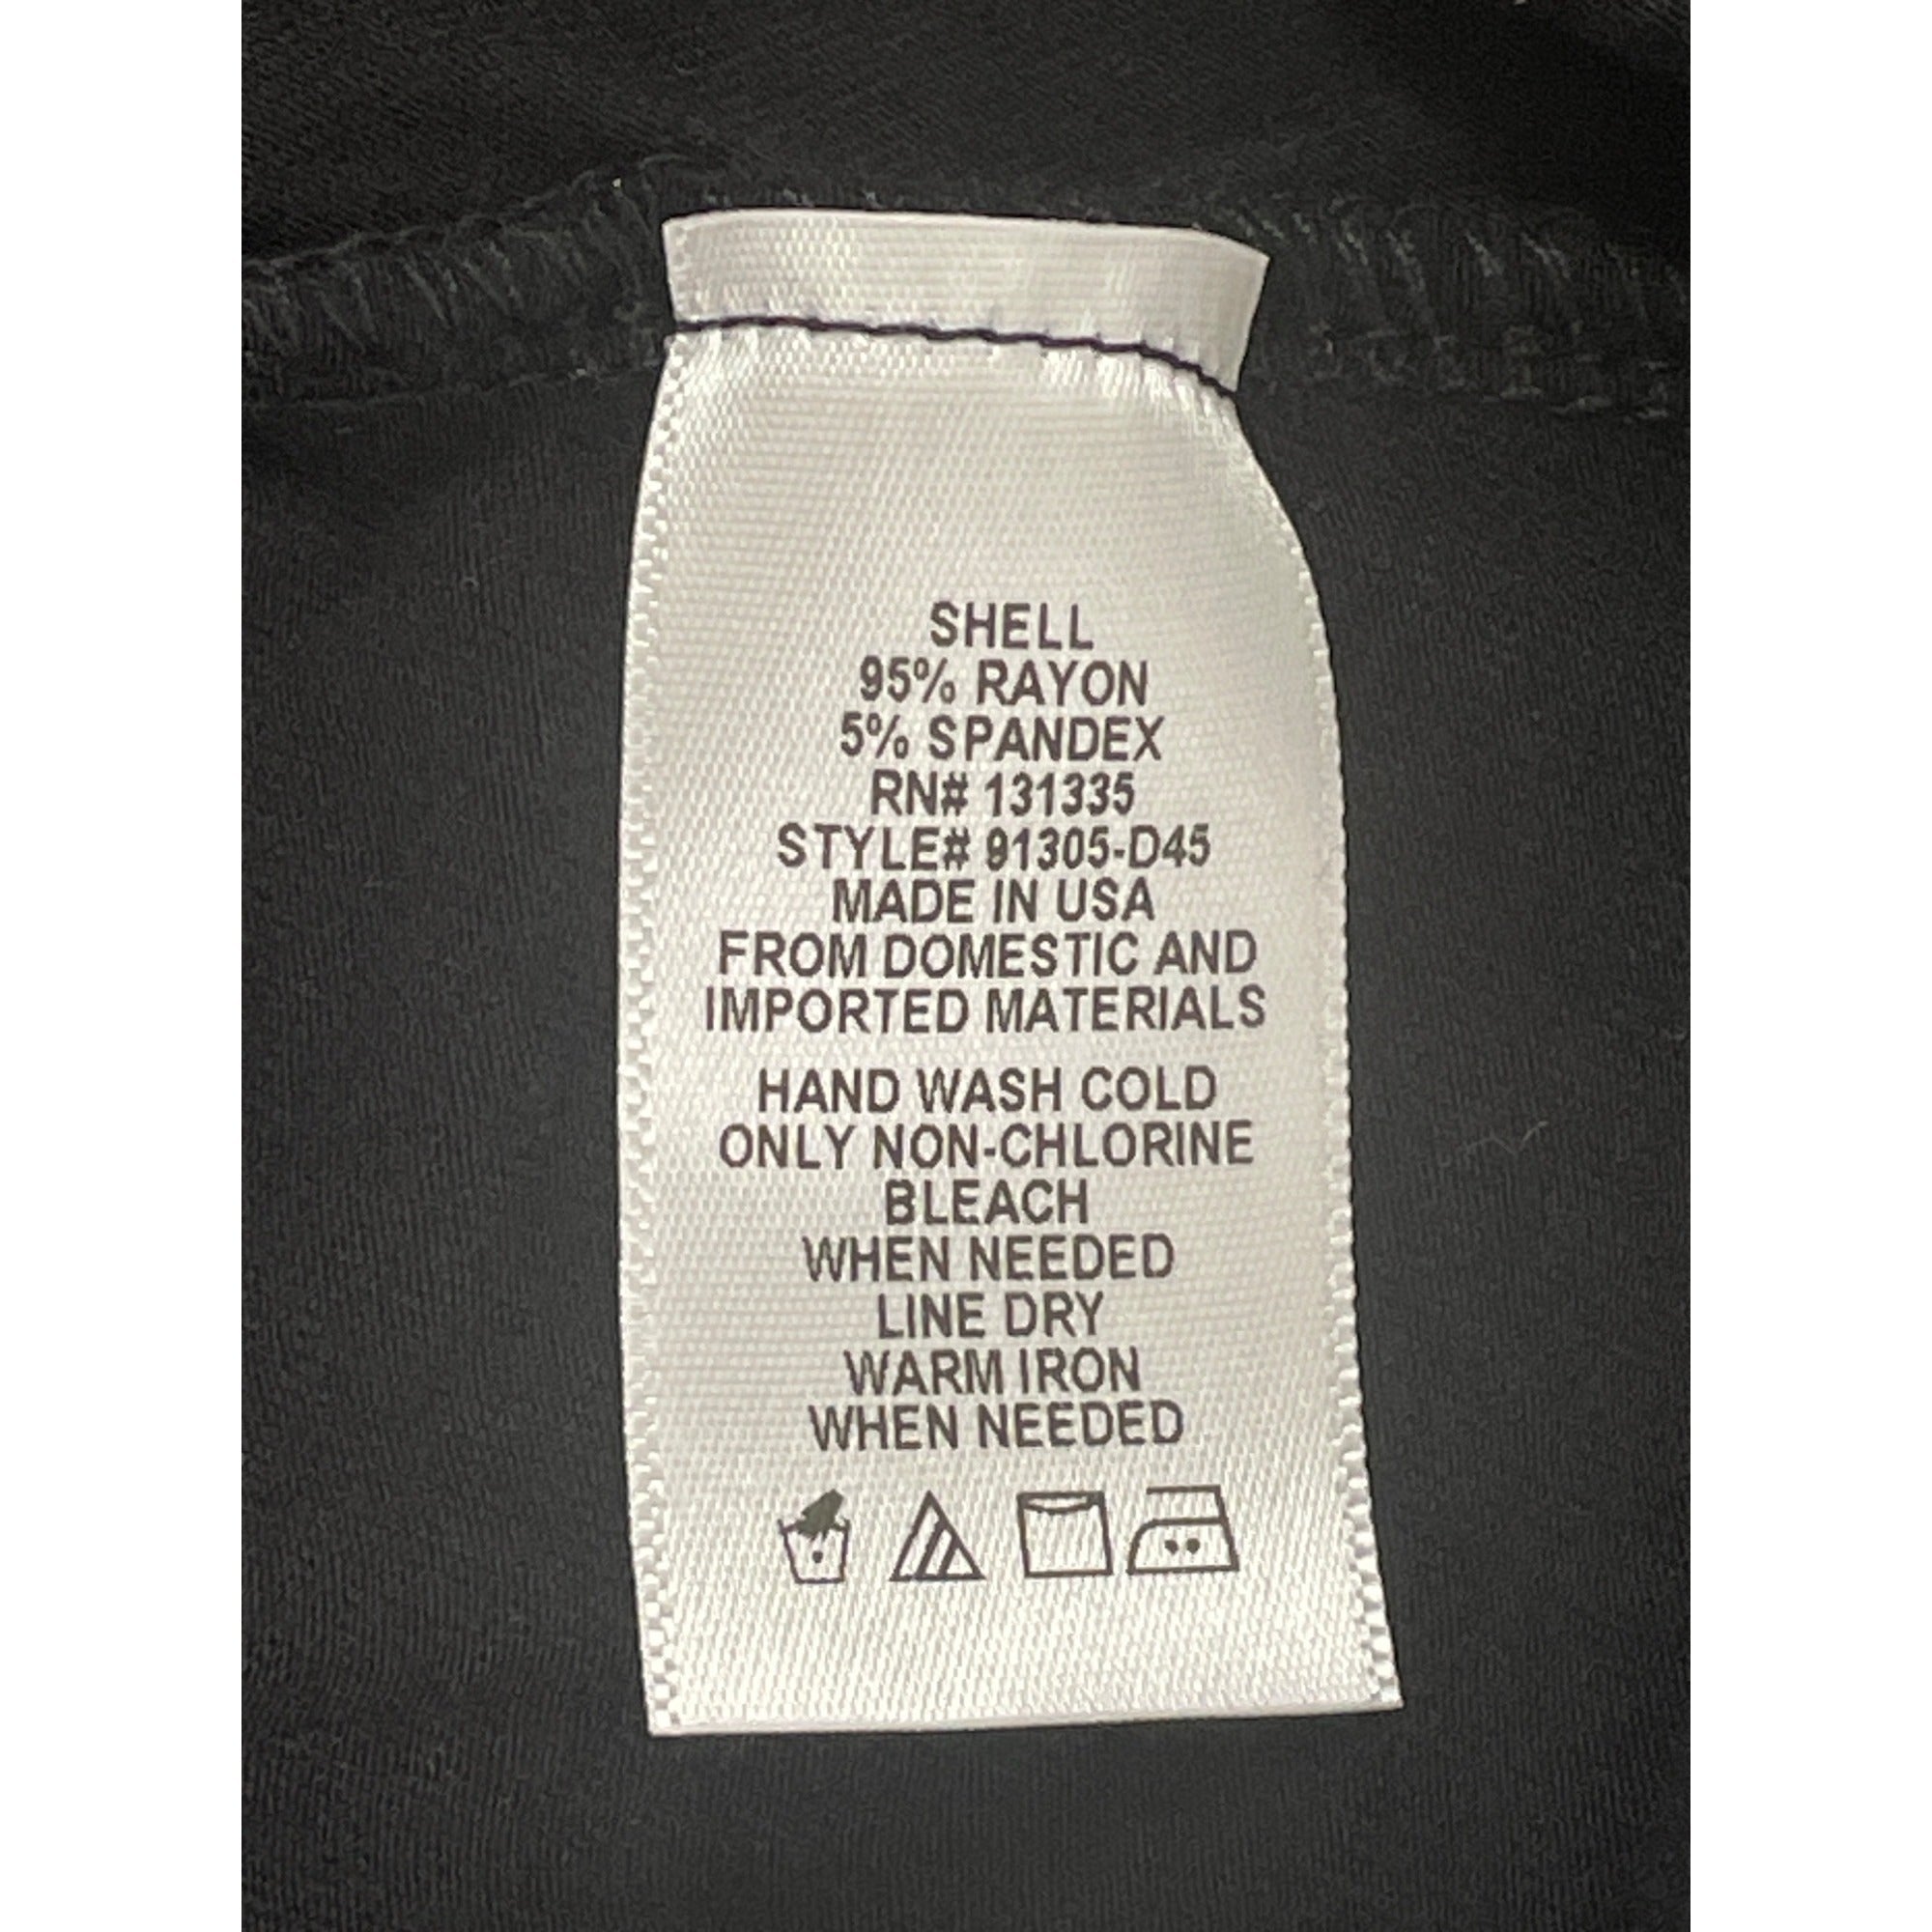 SHELL
95% RAYON
5% SPANDEX
RN# 131335
STYLE# 91305-D45
MADE IN USA
FROM DOMESTIC AND
IMPORTED MATERIALS
HAND WASH COLD
ONLY NON-CHLORINE
BLEACH
WHEN NEEDED
LINE DRY
WARM IRON
WHEN NEEDED